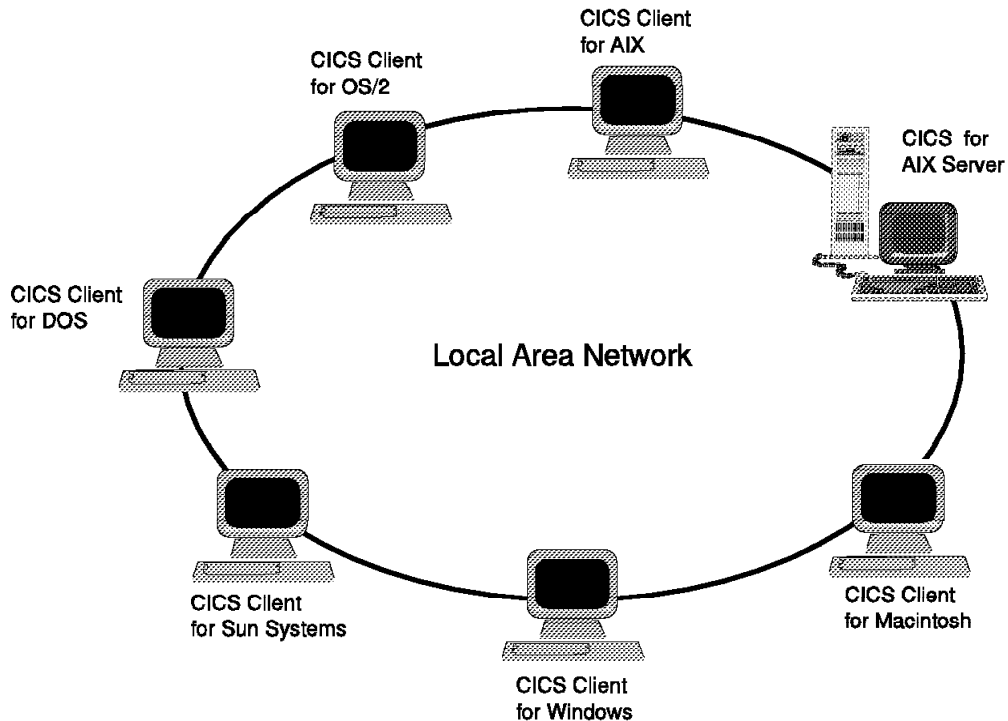 CICS Client
for AIX
CICS Client
for OS/2
CICS for
AIX Server
CICS Client
for DOS
Local Area Network
CICS Client
for Sun Systems
CICS Client
for Macintosh
CICS Client
for Windows